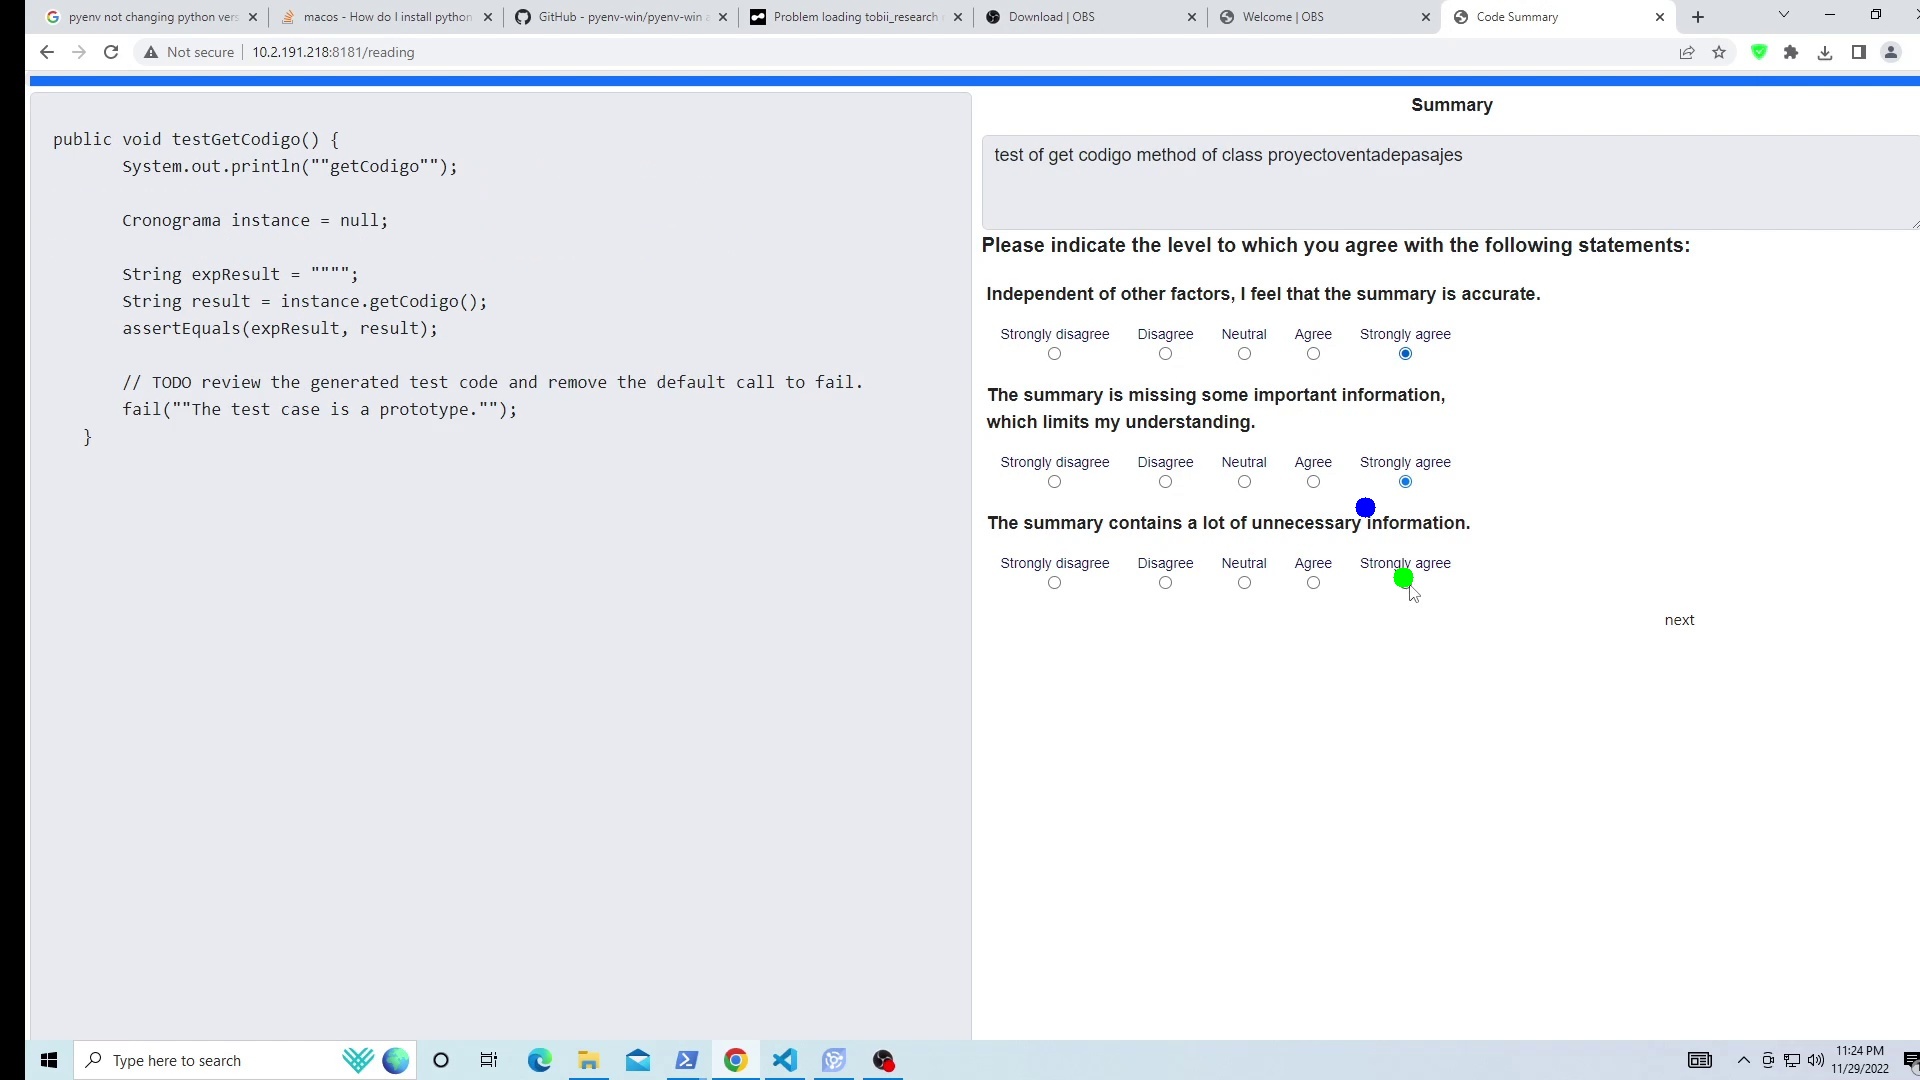 pyenv not changing python vers
macos - How do I install python
GitHub - pyenv-win/pyenv-win a
Problem loading tobii_research
Download | OBS
Welcome | OBS
Code Summary
Not secure
10.2.191.218:8181/reading
public void testGetCodigo() {
System.out.println(""getCodigo"");
Cronograma instance = null;
String expResult = """";
String result = instance.getCodigo();
assertEquals(expResult, result);
// TODO review the generated test code and remove the default call to fail.
fail(""The test case is a prototype."");
}
Summary
test of get codigo method of class proyectoventadepasajes
Please indicate the level to which you agree with the following statements:
Independent of other factors, I feel that the summary is accurate.
Strongly disagree Disagree Neutral Agree Strongly agree
The summary is missing some important information,
which limits my understanding.
Strongly disagree Disagree Neutral Agree Strongly agree
The summary contains a lot of unnecessary information.
Strongly disagree Disagree Neutral Agree Strongly agree
next
Type here to search
11:24 PM
11/29/2022